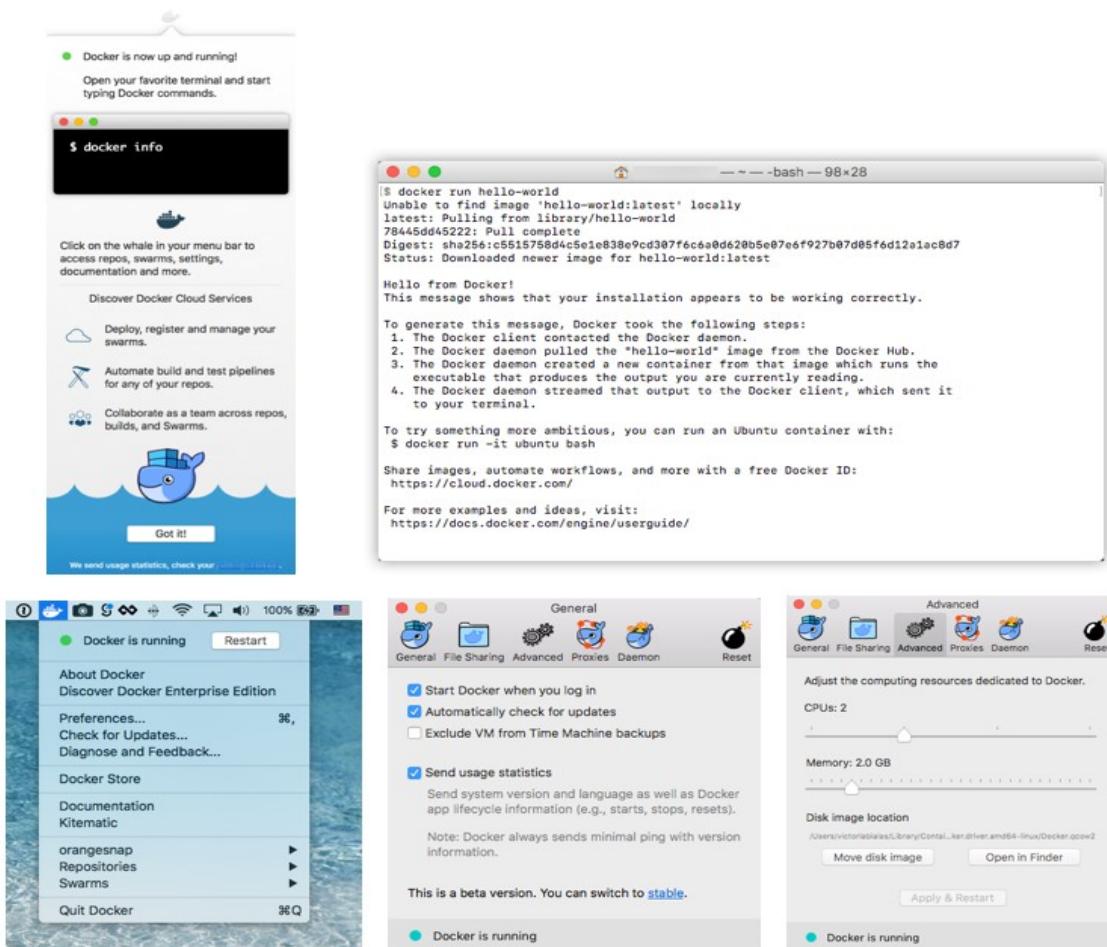 Docker is now up and running!
Open your favorite terminal and start
typing Docker commands.
$ docker info
Click on the whale in your menu bar to
access repos, swarms, settings,
documentation and more.
Discover Docker Cloud Services
Deploy, register and manage your
swarms.
Automate build and test pipelines
for any of your repos.
Collaborate as a team across repos,
builds, and Swarms.
Got it!
We send usage statistics, check your
— ~ — -bash — 98×28
[$ docker run hello-world ]
Unable to find image 'hello-world:latest' locally
latest: Pulling from library/hello-world
78445dd45222: Pull complete
Digest: sha256:c5515758d4c5e1e838e9cd307f6c6a0d620b5e07e6f927b07d05f6d12a1ac8d7
Status: Downloaded newer image for hello-world:latest
Hello from Docker!
This message shows that your installation appears to be working correctly.
To generate this message, Docker took the following steps:
1. The Docker client contacted the Docker daemon.
2. The Docker daemon pulled the "hello-world" image from the Docker Hub.
3. The Docker daemon created a new container from that image which runs the
executable that produces the output you are currently reading.
4. The Docker daemon streamed that output to the Docker client, which sent it
to your terminal.
To try something more ambitious, you can run an Ubuntu container with:
$ docker run -it ubuntu bash
Share images, automate workflows, and more with a free Docker ID:
https://cloud.docker.com/
For more examples and ideas, visit:
https://docs.docker.com/engine/userguide/
100%
Docker is running Restart
About Docker
Discover Docker Enterprise Edition
Preferences... ⌘,
Check for Updates...
Diagnose and Feedback...
Docker Store
Documentation
Kitematic
orangesnap
Repositories
Swarms
Quit Docker ⌘Q
General
General File Sharing Advanced Proxies Daemon Reset
Start Docker when you log in
Automatically check for updates
Exclude VM from Time Machine backups
Send usage statistics
Send system version and language as well as Docker
app lifecycle information (e.g., starts, stops, resets).
Note: Docker always sends minimal ping with version
information.
This is a beta version. You can switch to stable.
Docker is running
Advanced
General File Sharing Advanced Proxies Daemon Reset
Adjust the computing resources dedicated to Docker.
CPUs: 2
Memory: 2.0 GB
Disk image location
/Users/victoriabialas/Library/Contai...ker.driver.amd64-linux/Docker.qcow2
Move disk image Open in Finder
Apply & Restart
Docker is running